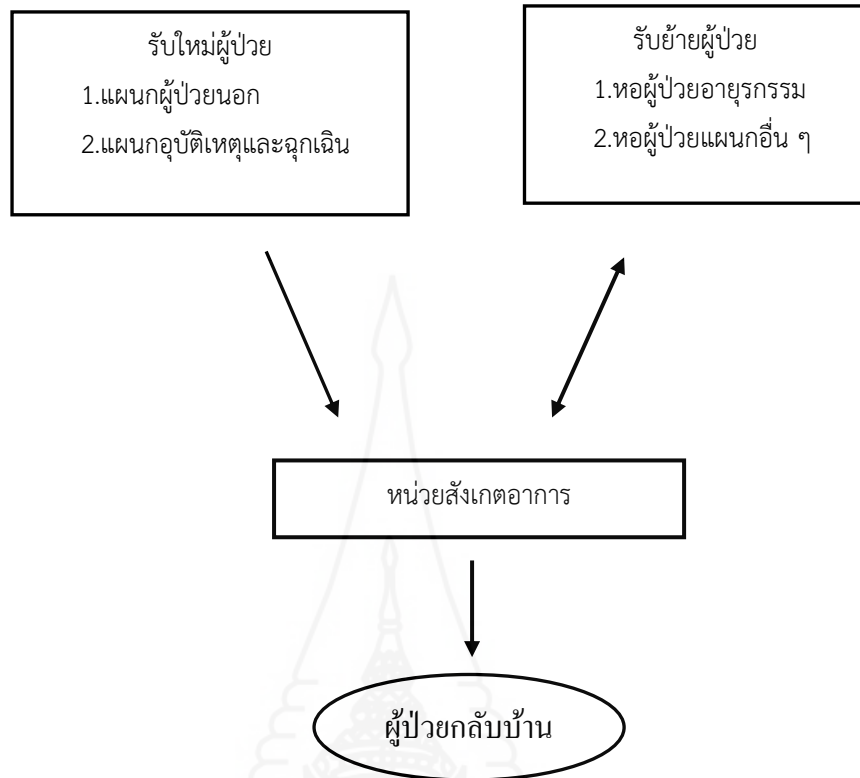 รับใหม่ผู้ป่วย
1.แผนกผู้ป่วยนอก
2.แผนกอุบัติเหตุและฉุกเฉิน
รับย้ายผู้ป่วย
1.หอผู้ป่วยอายุรกรรม
2.หอผู้ป่วยแผนกอื่น ๆ
หน่วยสังเกตอาการ
ผู้ป่วยกลับบ้าน